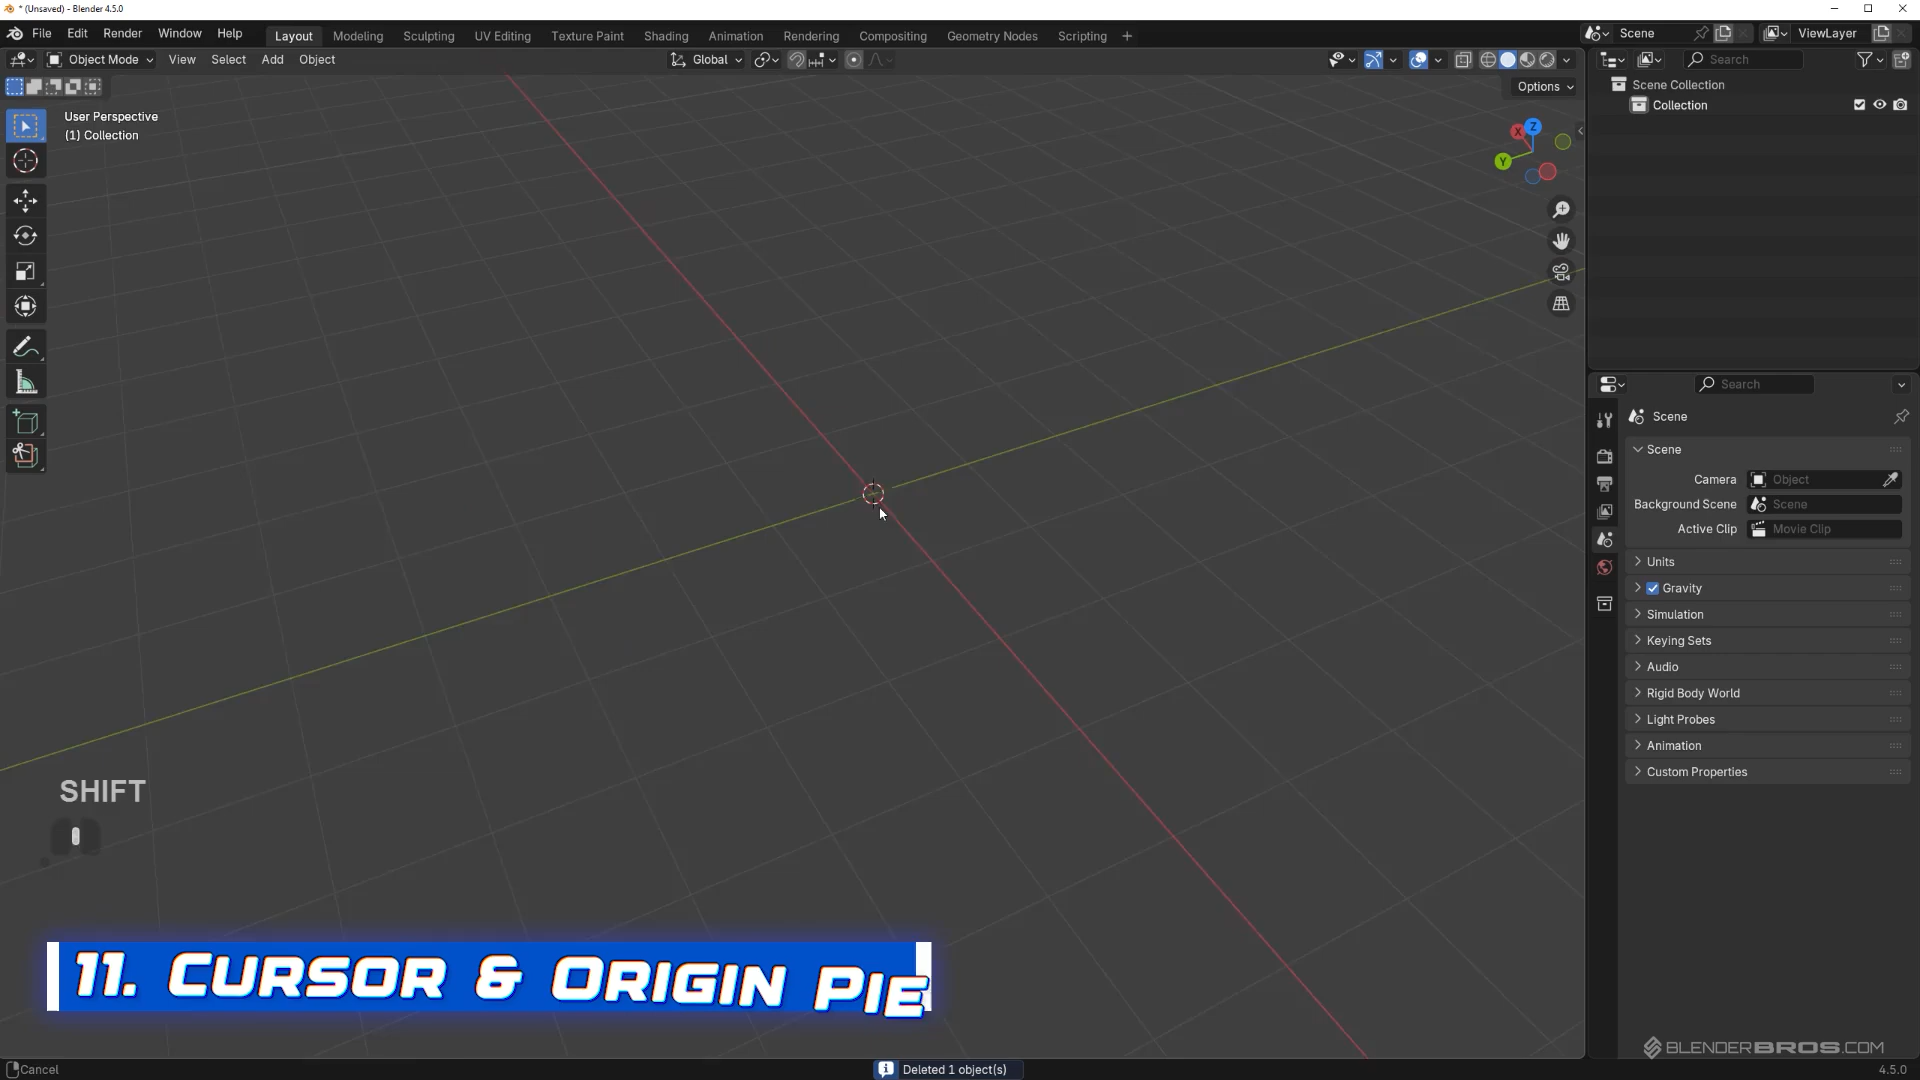 * (Unsaved) - Blender 4.5.0
File Edit Render Window Help Layout Modeling Sculpting UV Editing Texture Paint Shading Animation Rendering Compositing Geometry Nodes Scripting + Scene ViewLayer
Object Mode View Select Add Object Global Search
Options
User Perspective
(1) Collection
Scene Collection
Collection
X Z
Y
Search
Scene
Scene
Camera Object
Background Scene Scene
Active Clip Movie Clip
Units
Gravity
Simulation
Keying Sets
Audio
Rigid Body World
Light Probes
Animation
Custom Properties
SHIFT
11. CURSOR & ORIGIN PIE
BLENDERBROS.COM
Cancel Deleted 1 object(s) 4.5.0